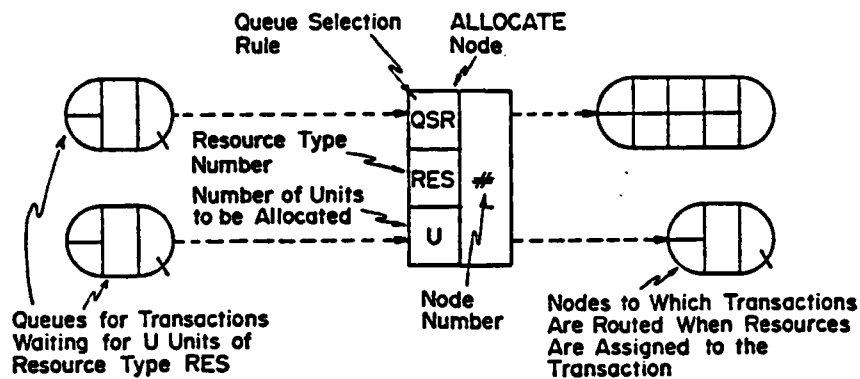 Queue Selection
Rule
ALLOCATE
Node
QSR
Resource Type
Number
RES
#
Number of Units
to be Allocated
U
Node
Number
Queues for Transactions
Waiting for U Units of
Resource Type RES
Nodes to Which Transactions
Are Routed When Resources
Are Assigned to the
Transaction